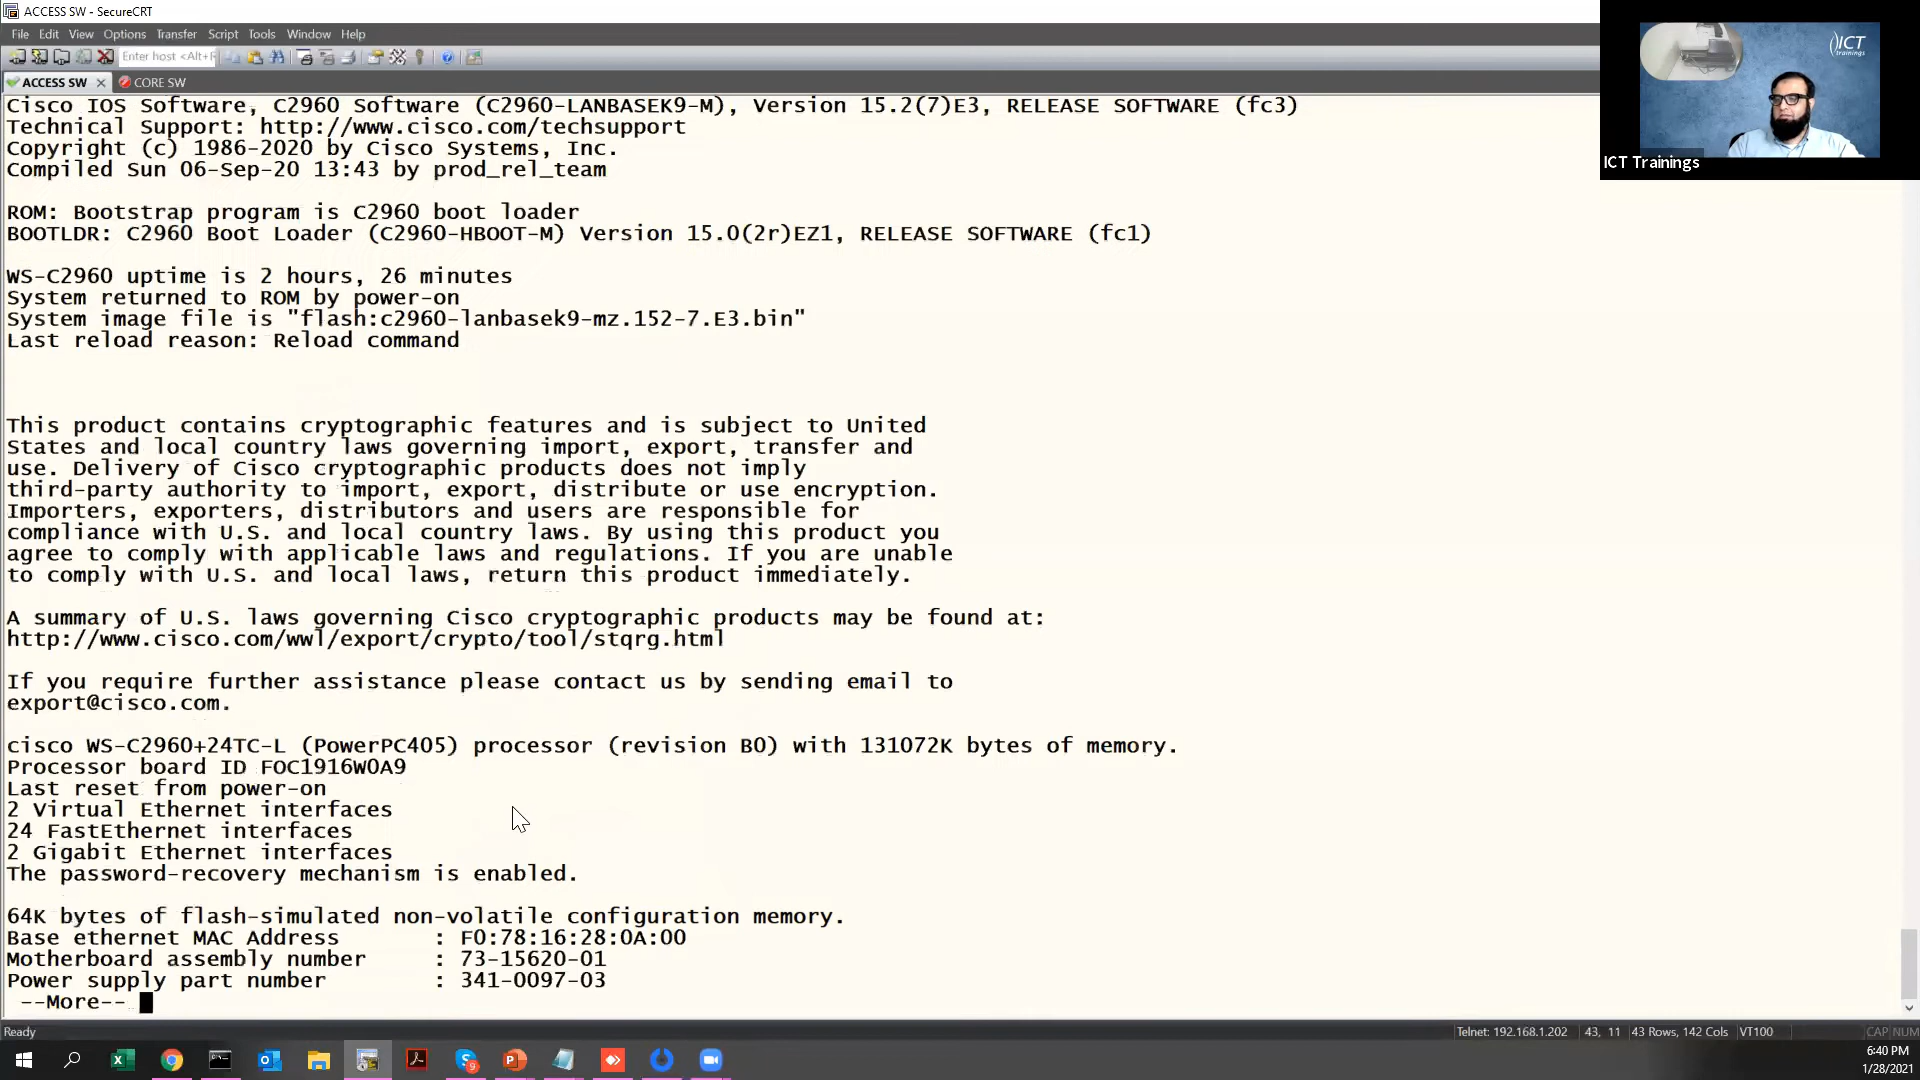 ACCESS SW - SecureCRT
File Edit View Options Transfer Script Tools Window Help
Enter host <Alt+R
ACCESS SW CORE SW
Cisco IOS Software, C2960 Software (C2960-LANBASEK9-M), Version 15.2(7)E3, RELEASE SOFTWARE (fc3)
Technical Support: http://www.cisco.com/techsupport
Copyright (c) 1986-2020 by Cisco Systems, Inc.
Compiled Sun 06-Sep-20 13:43 by prod_rel_team
ROM: Bootstrap program is C2960 boot loader
BOOTLDR: C2960 Boot Loader (C2960-HBOOT-M) Version 15.0(2r)EZ1, RELEASE SOFTWARE (fc1)
WS-C2960 uptime is 2 hours, 26 minutes
System returned to ROM by power-on
System image file is "flash:c2960-lanbasek9-mz.152-7.E3.bin"
Last reload reason: Reload command
This product contains cryptographic features and is subject to United
States and local country laws governing import, export, transfer and
use. Delivery of Cisco cryptographic products does not imply
third-party authority to import, export, distribute or use encryption.
Importers, exporters, distributors and users are responsible for
compliance with U.S. and local country laws. By using this product you
agree to comply with applicable laws and regulations. If you are unable
to comply with U.S. and local laws, return this product immediately.
A summary of U.S. laws governing Cisco cryptographic products may be found at:
http://www.cisco.com/wwl/export/crypto/tool/stqrg.html
If you require further assistance please contact us by sending email to
export@cisco.com.
cisco WS-C2960+24TC-L (PowerPC405) processor (revision B0) with 131072K bytes of memory.
Processor board ID FOC1916W0A9
Last reset from power-on
2 Virtual Ethernet interfaces
24 FastEthernet interfaces
2 Gigabit Ethernet interfaces
The password-recovery mechanism is enabled.
64K bytes of flash-simulated non-volatile configuration memory.
Base ethernet MAC Address : F0:78:16:28:0A:00
Motherboard assembly number : 73-15620-01
Power supply part number : 341-0097-03
--More--
ICT
trainings
ICT Trainings
Ready
Telnet: 192.168.1.202 43, 11 43 Rows, 142 Cols VT100 CAP NUM
6:40 PM
1/28/2021